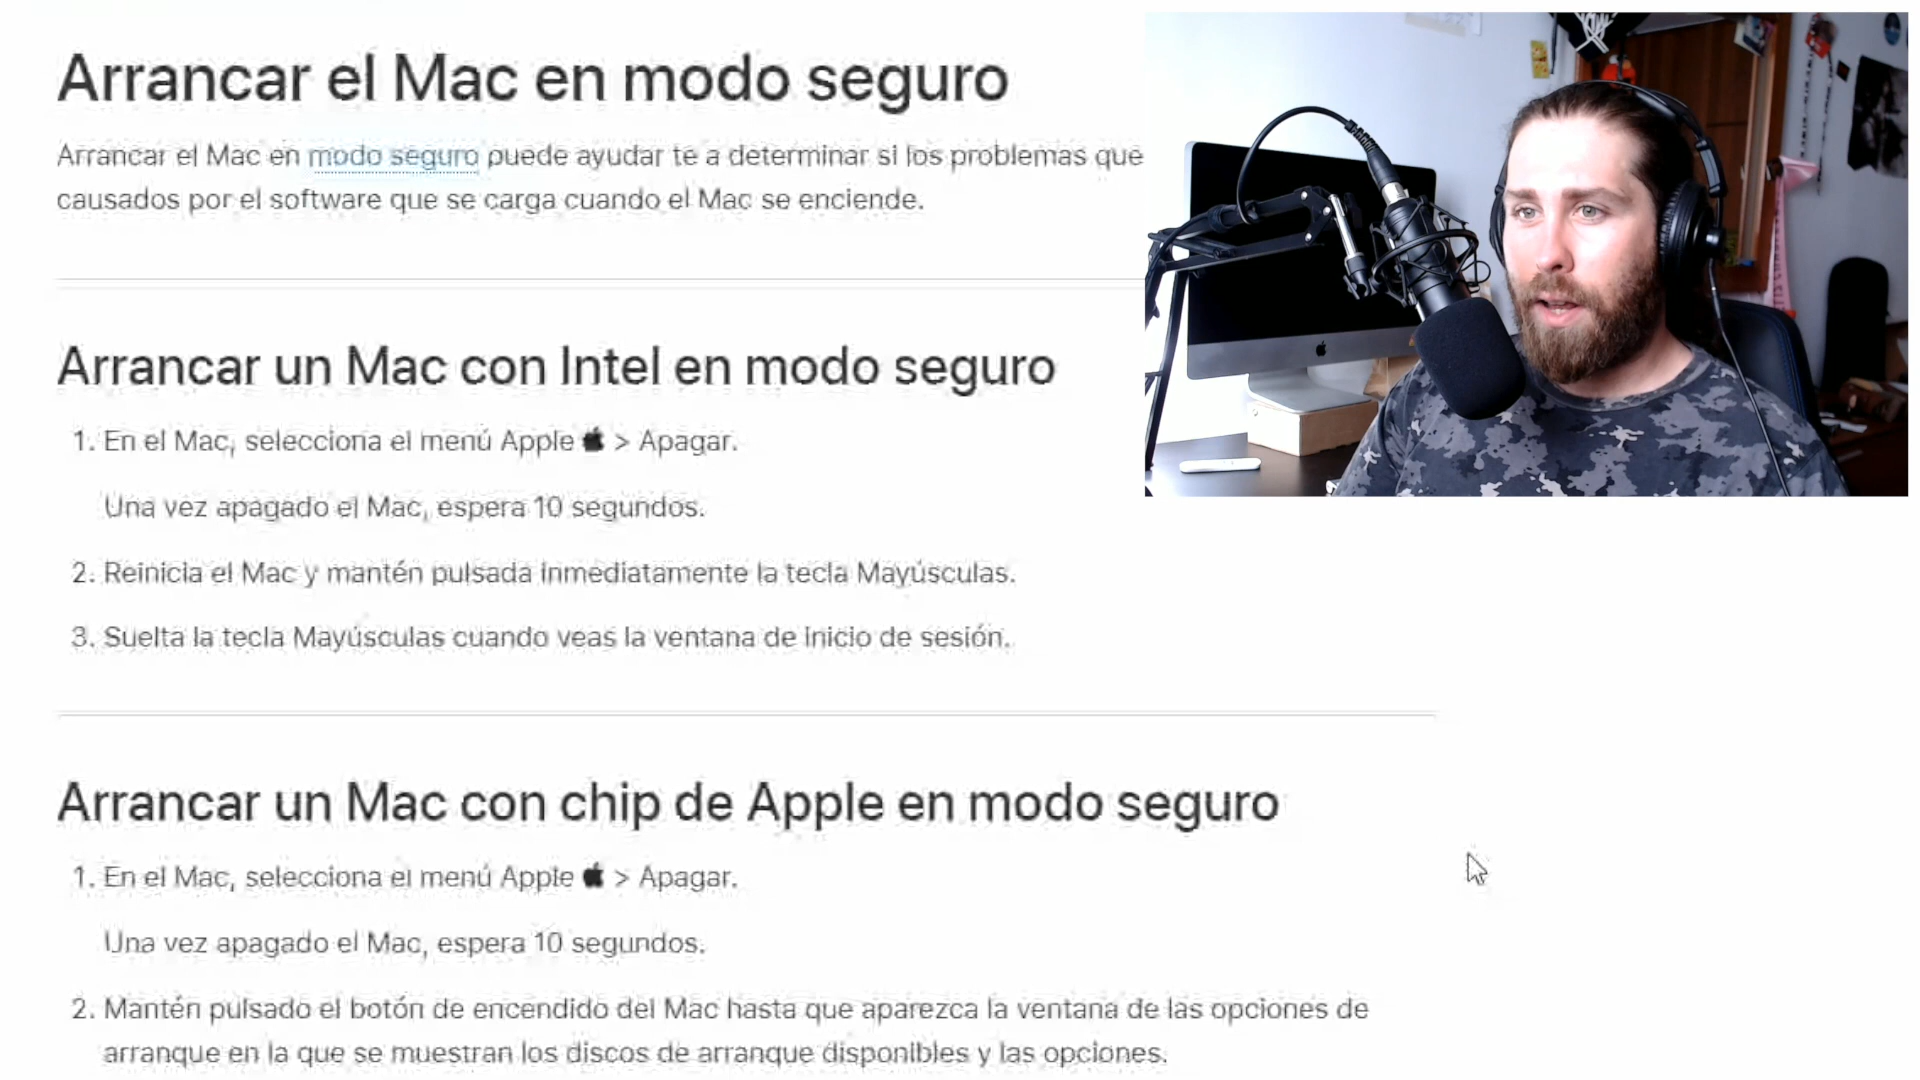 Arrancar el Mac en modo seguro
Arrancar el Mac en modo seguro puede ayudar te a determinar si los problemas que
causados por el software que se carga cuando el Mac se enciende.
Arrancar un Mac con Intel en modo seguro
1. En el Mac, selecciona el menú Apple > Apagar.
Una vez apagado el Mac, espera 10 segundos.
2. Reinicia el Mac y mantén pulsada inmediatamente la tecla Mayúsculas.
3. Suelta la tecla Mayúsculas cuando veas la ventana de inicio de sesión.
Arrancar un Mac con chip de Apple en modo seguro
1. En el Mac, selecciona el menú Apple > Apagar.
Una vez apagado el Mac, espera 10 segundos.
2. Mantén pulsado el botón de encendido del Mac hasta que aparezca la ventana de las opciones de
arranque en la que se muestran los discos de arranque disponibles y las opciones.